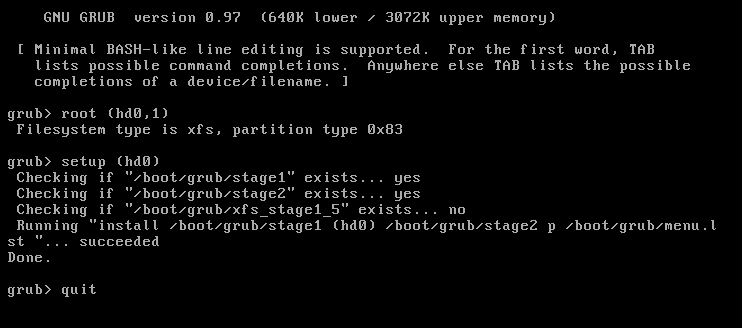 GNU GRUB  version 0.97  (640K lower / 3072K upper memory)
[ Minimal BASH-like line editing is supported.  For the first word, TAB
lists possible command completions.  Anywhere else TAB lists the possible
completions of a device/filename. ]
grub> root (hd0,1)
Filesystem type is xfs, partition type 0x83
grub> setup (hd0)
Checking if "/boot/grub/stage1" exists... yes
Checking if "/boot/grub/stage2" exists... yes
Checking if "/boot/grub/xfs_stage1_5" exists... no
Running "install /boot/grub/stage1 (hd0) /boot/grub/stage2 p /boot/grub/menu.l
st "... succeeded
Done.
grub> quit